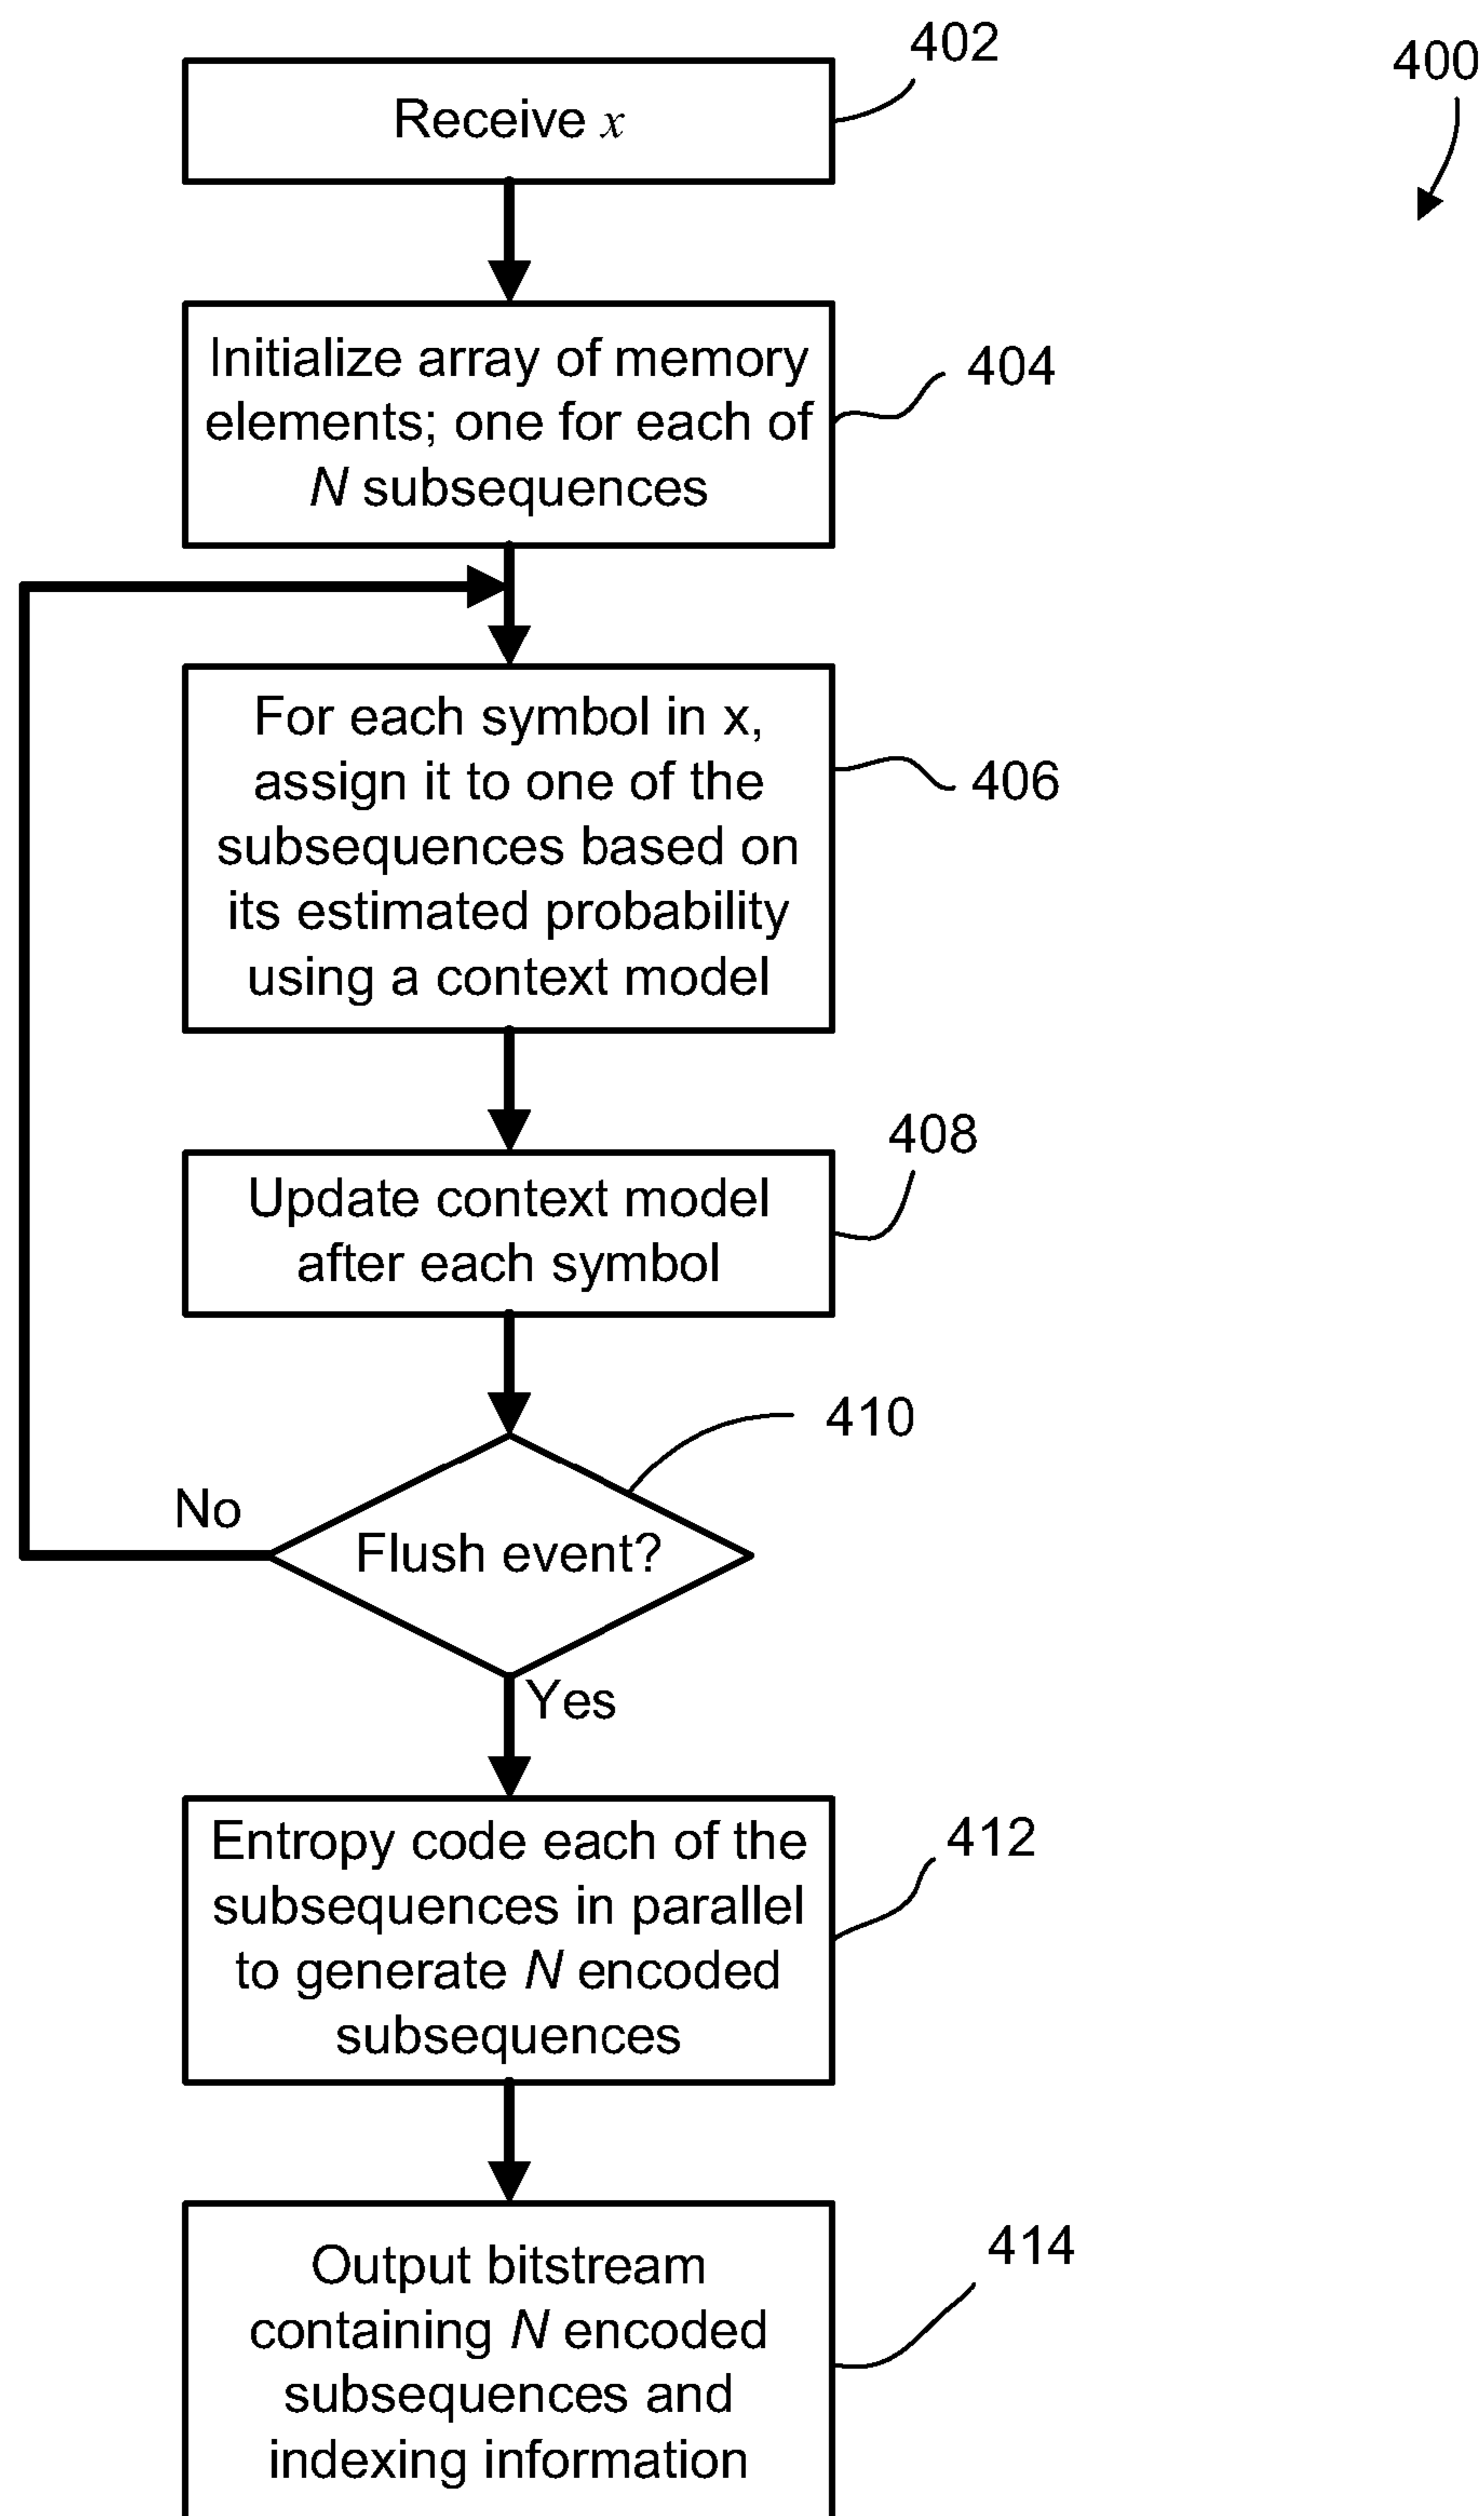 402
400
Receive x
Initialize array of memory
elements; one for each of
N subsequences
404
For each symbol in x,
assign it to one of the
subsequences based on
its estimated probability
using a context model
406
408
Update context model
after each symbol
410
No
Flush event?
Yes
Entropy code each of the
subsequences in parallel
to generate N encoded
subsequences
412
Output bitstream
containing N encoded
subsequences and
indexing information
414